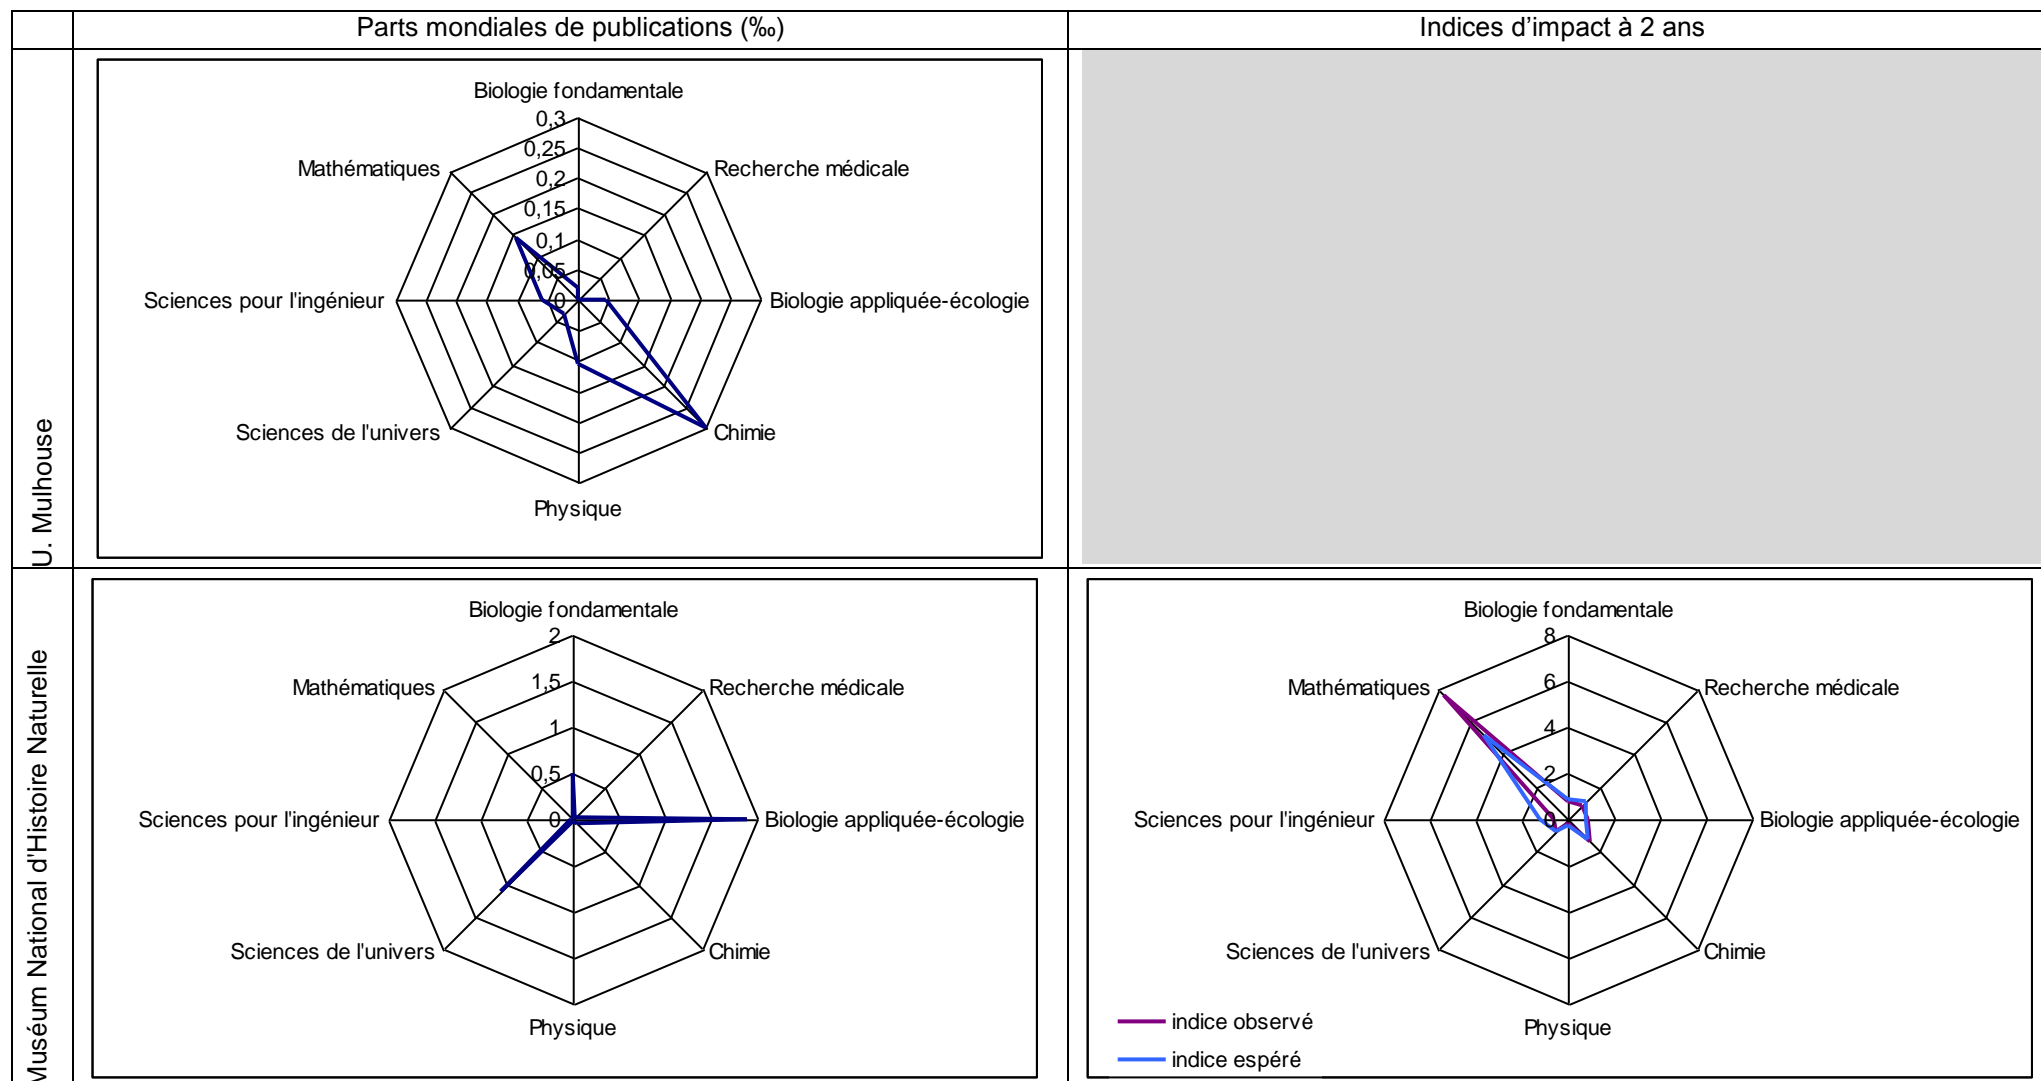 Parts mondiales de publications (‰)
Indices d'impact à 2 ans
U. Mulhouse
Biologie fondamentale
0,3
0,25
0,2
0,15
0,1
0,05
0
Mathématiques
Recherche médicale
Sciences pour l'ingénieur
Biologie appliquée-écologie
Sciences de l'univers
Chimie
Physique
Muséum National d'Histoire Naturelle
Biologie fondamentale
2
1,5
1
0,5
0
Mathématiques
Recherche médicale
Sciences pour l'ingénieur
Biologie appliquée-écologie
Sciences de l'univers
Chimie
Physique
Biologie fondamentale
8
6
4
2
0
Mathématiques
Recherche médicale
Sciences pour l'ingénieur
Biologie appliquée-écologie
Sciences de l'univers
Chimie
Physique
indice observé
indice espéré